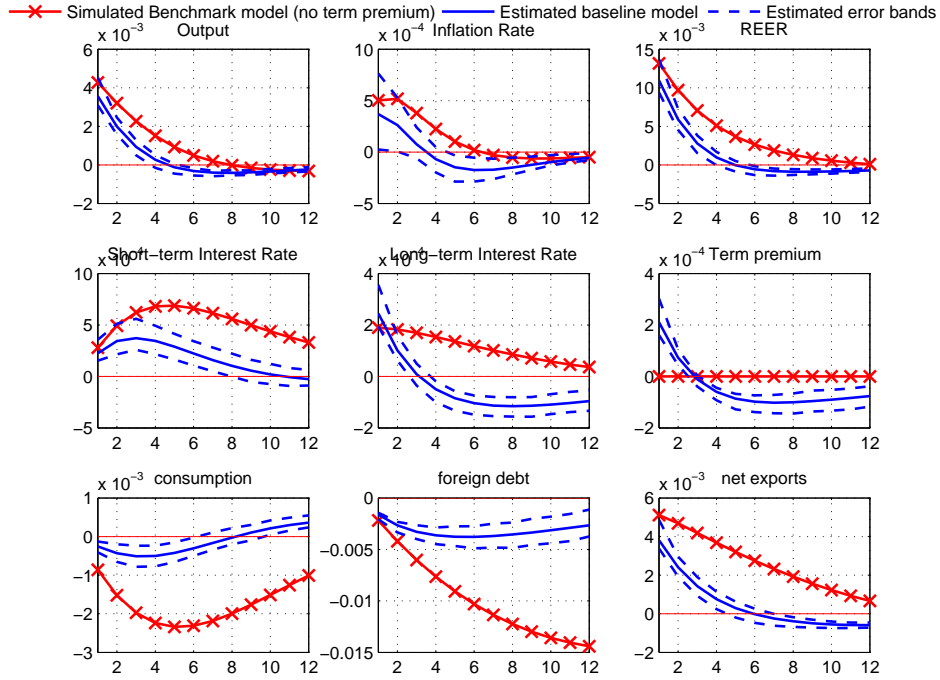 Simulated Benchmark model (no term premium) Estimated baseline model Estimated error bands
x 10⁻³ Output x 10⁻⁴ Inflation Rate x 10⁻³ REER
6 10 15
4 5 10
2 5
0 0 0
−2 −5 −5
2 4 6 8 10 12 2 4 6 8 10 12 2 4 6 8 10 12
Short−term Interest Rate Long−term Interest Rate x 10⁻⁴ Term premium
10 4 4
5 2 2
0 0 0
−5 −2 −2
2 4 6 8 10 12 2 4 6 8 10 12 2 4 6 8 10 12
x 10⁻³ consumption foreign debt x 10⁻³ net exports
1 0 6
0 −0.005 4
−1 −0.01 2
−2 0
−3 −0.015 −2
2 4 6 8 10 12 2 4 6 8 10 12 2 4 6 8 10 12